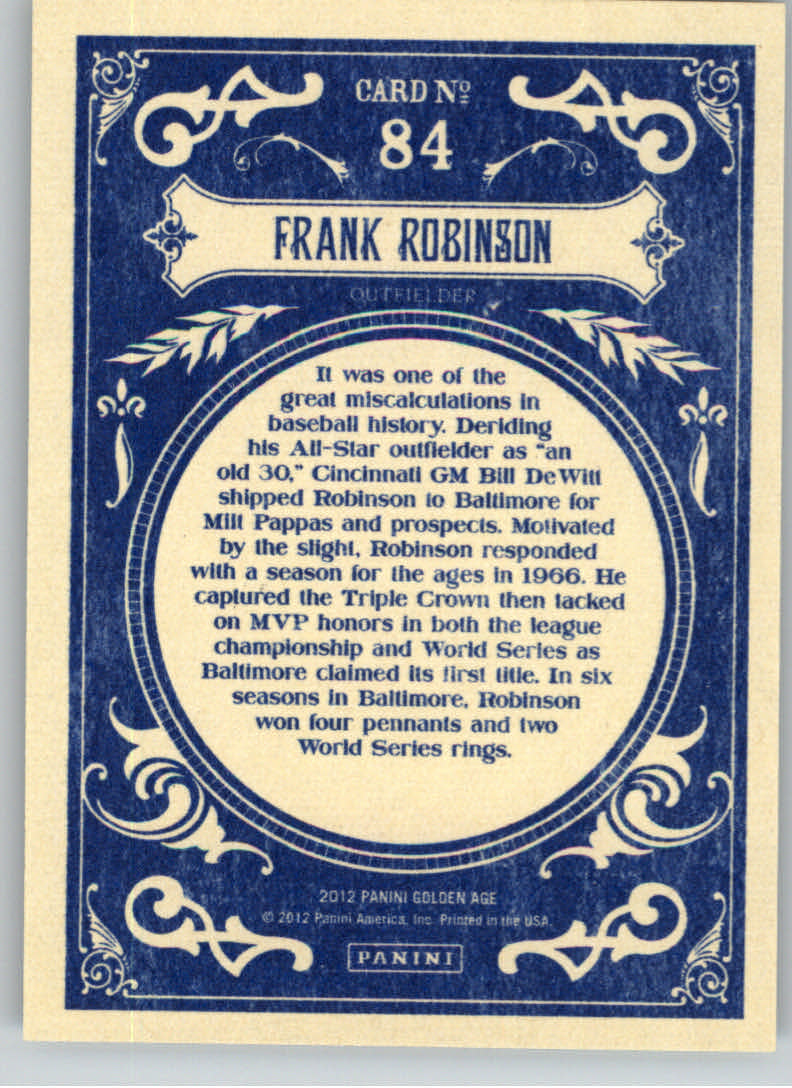 CARD Nº
84
FRANK ROBINSON
OUTFIELDER
It was one of the
great miscalculations in
baseball history. Deriding
his All-Star outfielder as "an
old 30," Cincinnati GM Bill DeWitt
shipped Robinson to Baltimore for
Milt Pappas and prospects. Motivated
by the slight, Robinson responded
with a season for the ages in 1966. He
captured the Triple Crown then tacked
on MVP honors in both the league
championship and World Series as
Baltimore claimed its first title. In six
seasons in Baltimore, Robinson
won four pennants and two
World Series rings.
2012 PANINI GOLDEN AGE
© 2012 Panini America, Inc. Printed in the USA.
PANINI